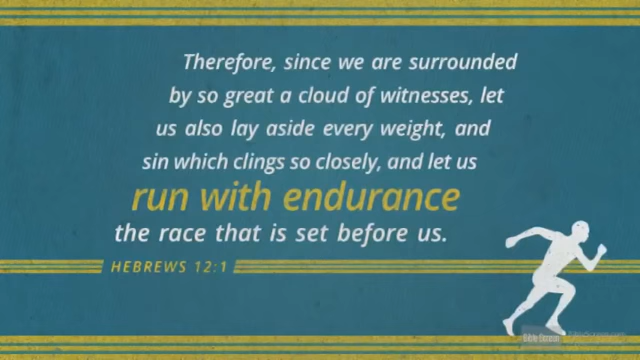 Therefore, since we are surrounded
by so great a cloud of witnesses, let
us also lay aside every weight, and
sin which clings so closely, and let us
run with endurance
the race that is set before us.
HEBREWS 12:1